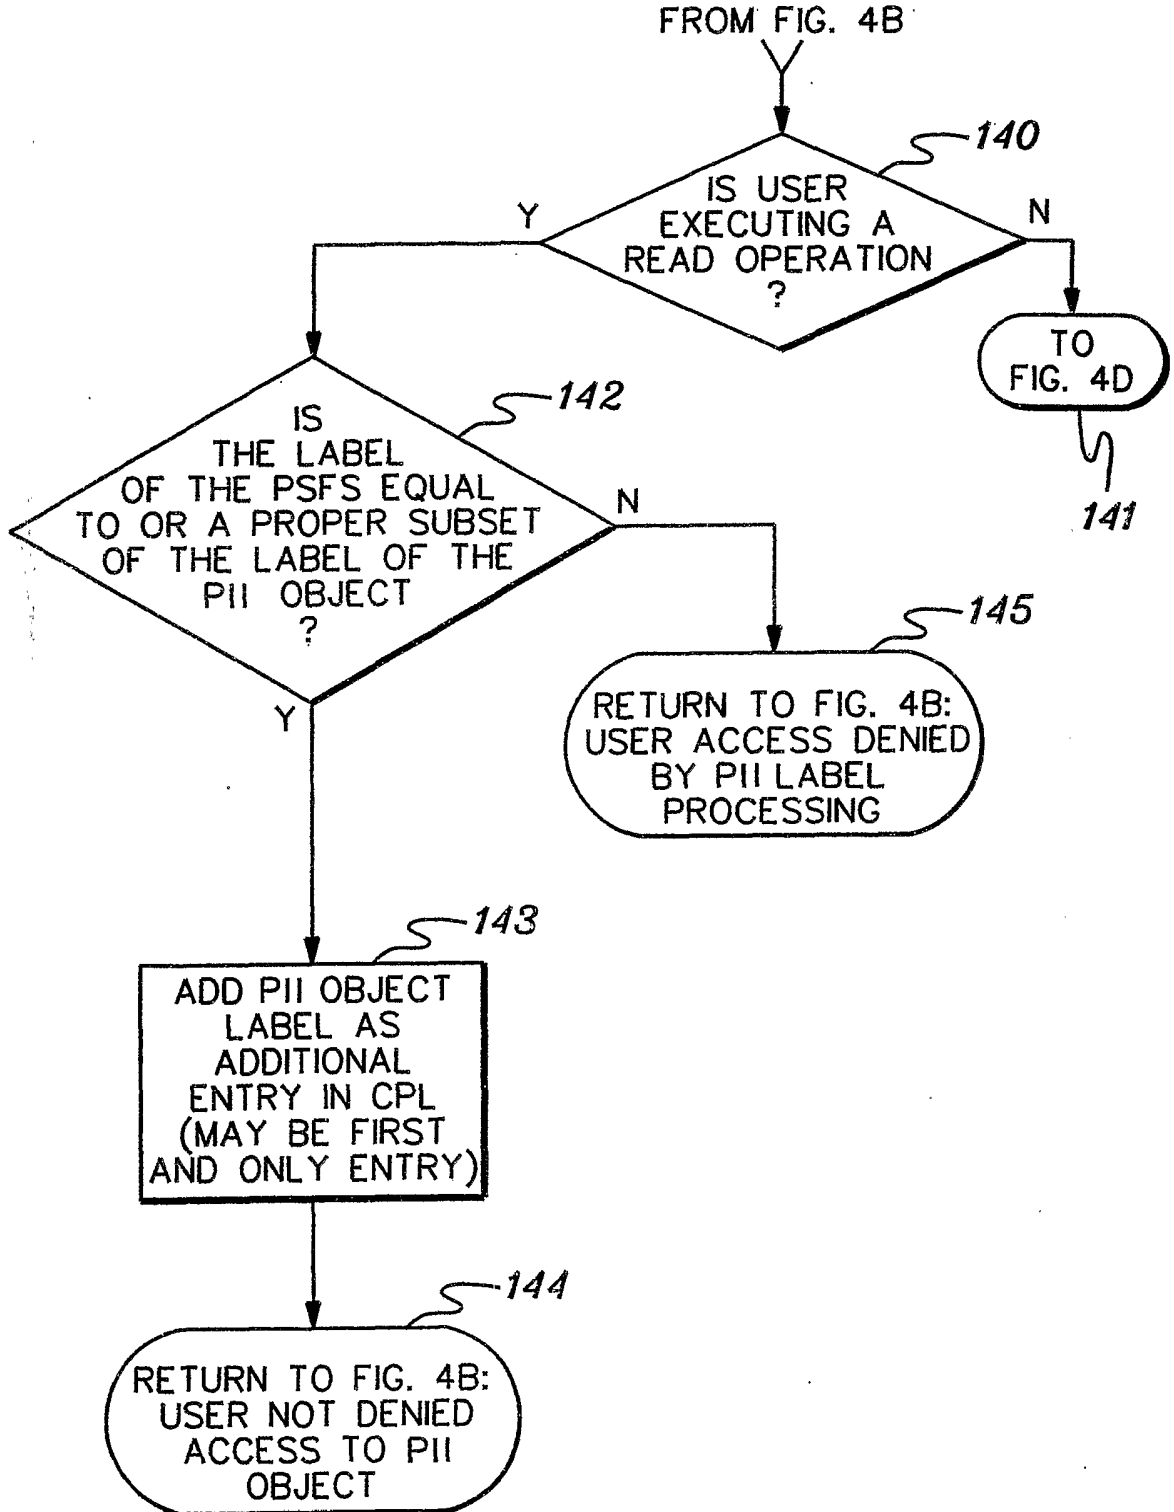 FROM FIG. 4B
140
IS USER
EXECUTING A
READ OPERATION
?
Y
N
TO
FIG. 4D
141
142
IS
THE LABEL
OF THE PSFS EQUAL
TO OR A PROPER SUBSET
OF THE LABEL OF THE
PII OBJECT
?
N
Y
145
RETURN TO FIG. 4B:
USER ACCESS DENIED
BY PII LABEL
PROCESSING
143
ADD PII OBJECT
LABEL AS
ADDITIONAL
ENTRY IN CPL
(MAY BE FIRST
AND ONLY ENTRY)
144
RETURN TO FIG. 4B:
USER NOT DENIED
ACCESS TO PII
OBJECT